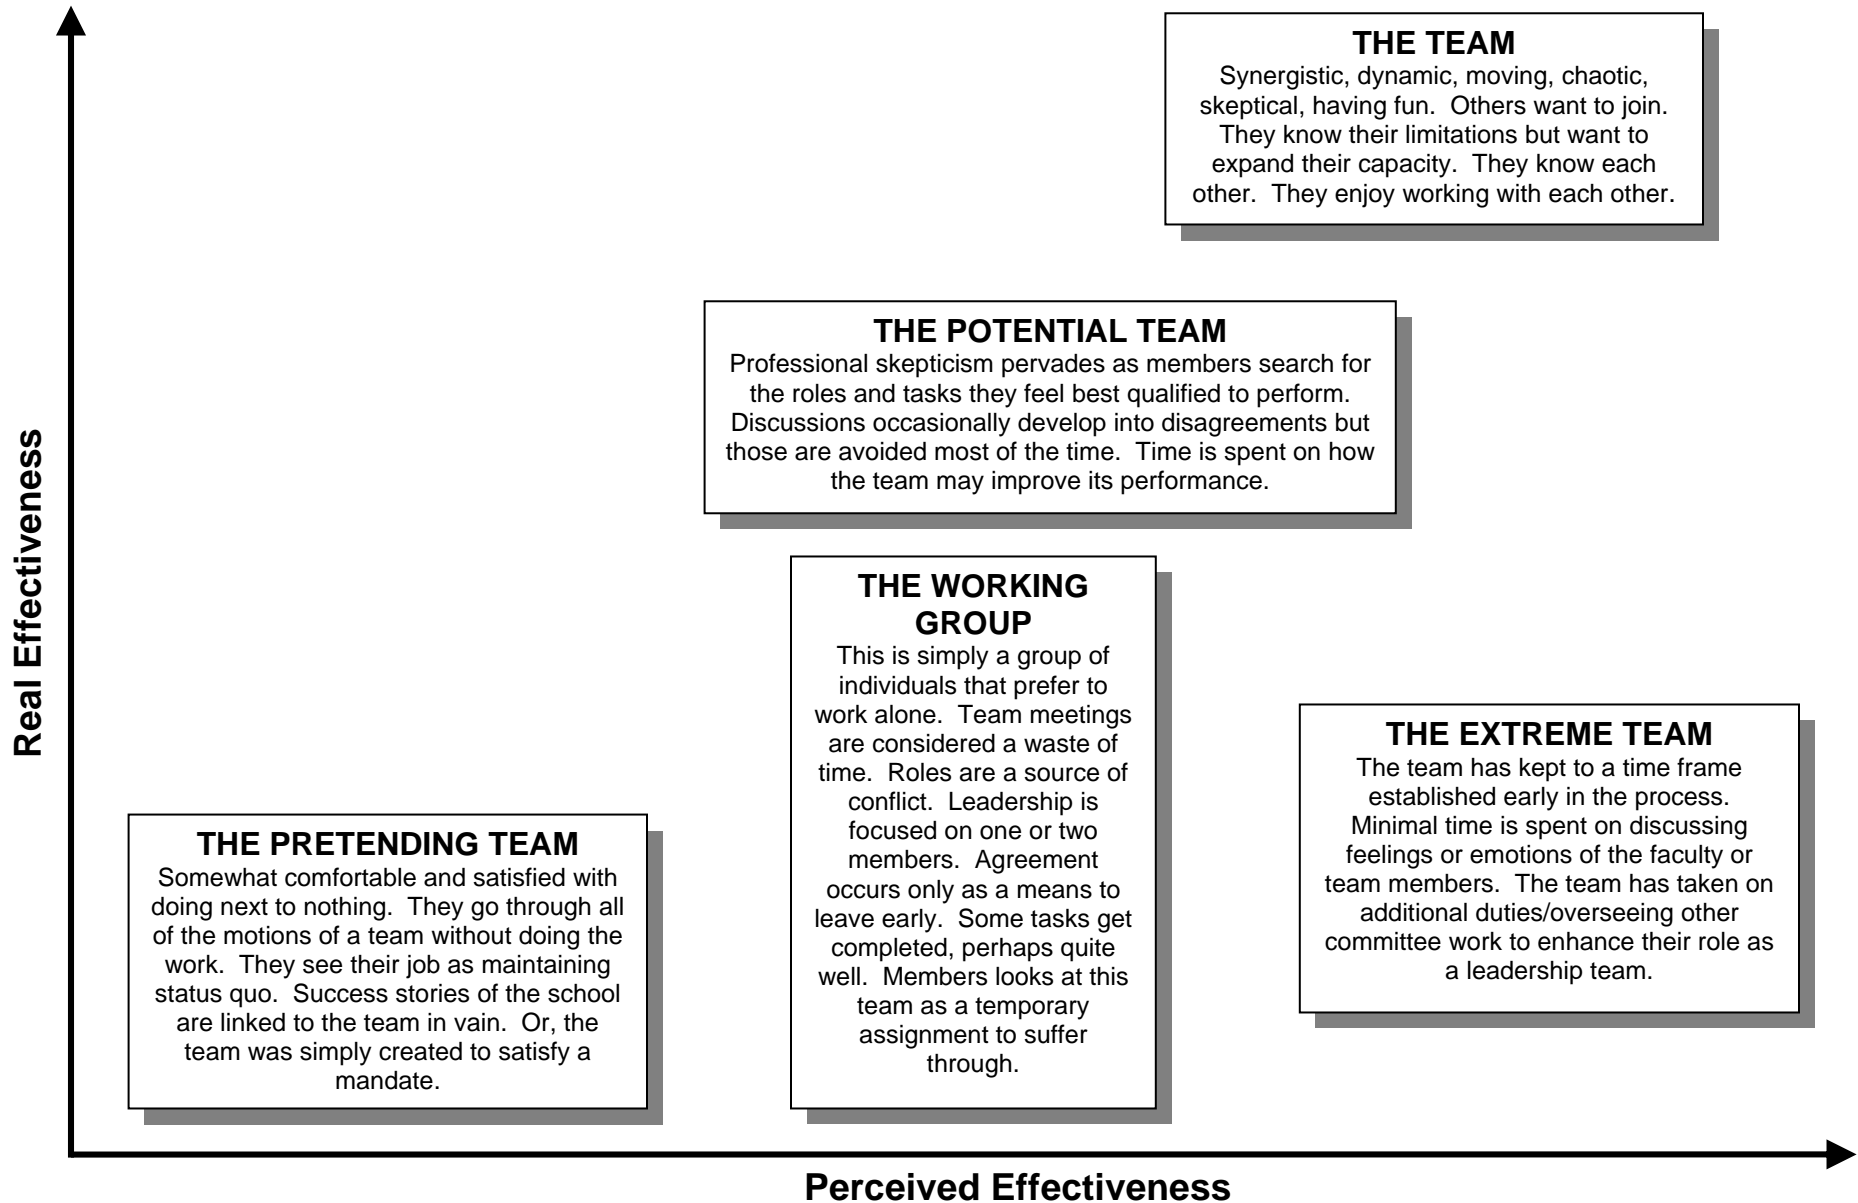 THE TEAM
Synergistic, dynamic, moving, chaotic,
skeptical, having fun.  Others want to join.
They know their limitations but want to
expand their capacity.  They know each
other.  They enjoy working with each other.
THE POTENTIAL TEAM
Professional skepticism pervades as members search for
the roles and tasks they feel best qualified to perform.
Discussions occasionally develop into disagreements but
those are avoided most of the time.  Time is spent on how
the team may improve its performance.
Real Effectiveness
THE WORKING
GROUP
This is simply a group of
individuals that prefer to
work alone.  Team meetings
are considered a waste of
time.  Roles are a source of
conflict.  Leadership is
focused on one or two
members.  Agreement
occurs only as a means to
leave early.  Some tasks get
completed, perhaps quite
well.  Members looks at this
team as a temporary
assignment to suffer
through.
THE EXTREME TEAM
The team has kept to a time frame
established early in the process.
Minimal time is spent on discussing
feelings or emotions of the faculty or
team members.  The team has taken on
additional duties/overseeing other
committee work to enhance their role as
a leadership team.
THE PRETENDING TEAM
Somewhat comfortable and satisfied with
doing next to nothing.  They go through all
of the motions of a team without doing the
work.  They see their job as maintaining
status quo.  Success stories of the school
are linked to the team in vain.  Or, the
team was simply created to satisfy a
mandate.
Perceived Effectiveness